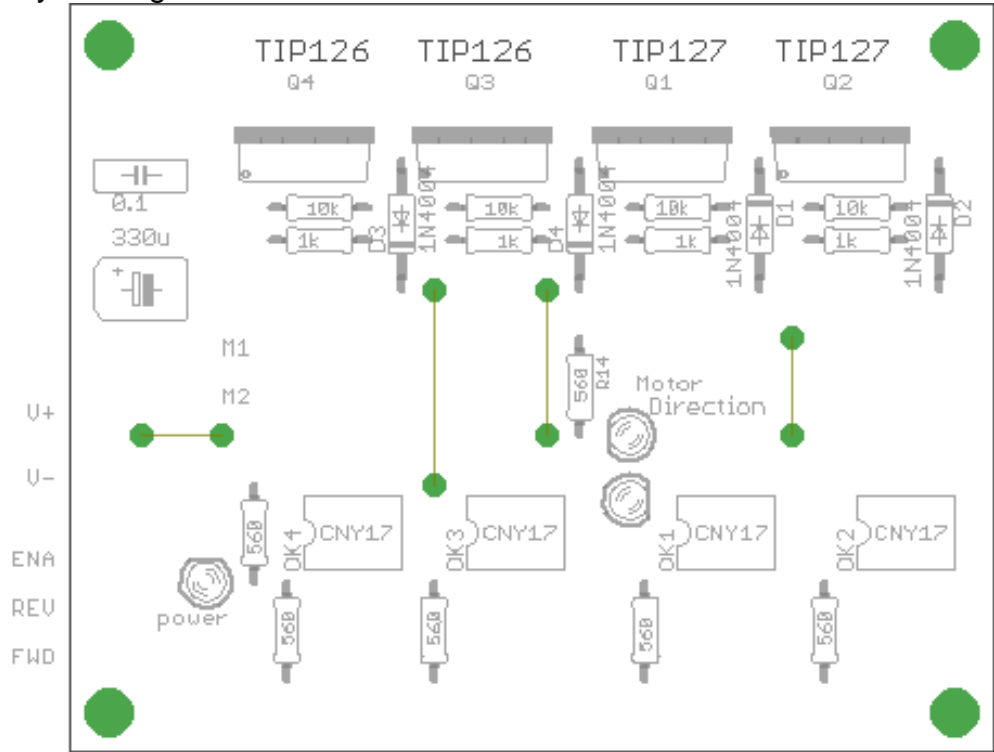 TIP126 TIP126 TIP127 TIP127
Q4 Q3 Q1 Q2
0.1
10k 10k 10k 10k
1k 1k 1k 1k
D3 1N4004 D4 1N4004 1N4004 D1 1N4004 D2
330u
+
M1
M2
560 R14
Motor
Direction
V+
V-
560
OK4 CNY17 OK3 CNY17 OK1 CNY17 OK2 CNY17
ENA
power
REV
560 560 560 560
FWD